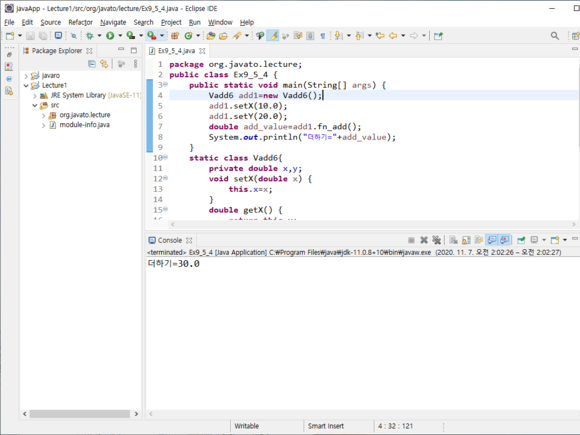 javaApp - Lecture1/src/org/javato/lecture/Ex9_5_4.java - Eclipse IDE
File Edit Source Refactor Navigate Search Project Run Window Help
Package Explorer
javaro
Lecture1
JRE System Library [JavaSE-11]
src
org.javato.lecture
module-info.java
Ex9_5_4.java
1 package org.javato.lecture;
2 public class Ex9_5_4 {
3 public static void main(String[] args) {
4 Vadd6 add1=new Vadd6();
5 add1.setX(10.0);
6 add1.setY(20.0);
7 double add_value=add1.fn_add();
8 System.out.println("더하기="+add_value);
9 }
10 static class Vadd6{
11 private double x,y;
12 void setX(double x) {
13 this.x=x;
14 }
15 double getX() {
Console
<terminated> Ex9_5_4 [Java Application] C:₩Program Files₩java₩jdk-11.0.8+10₩bin₩javaw.exe (2020. 11. 7. 오전 2:02:26 ~ 오전 2:02:27)
더하기=30.0
Writable Smart Insert 4 : 32 : 121